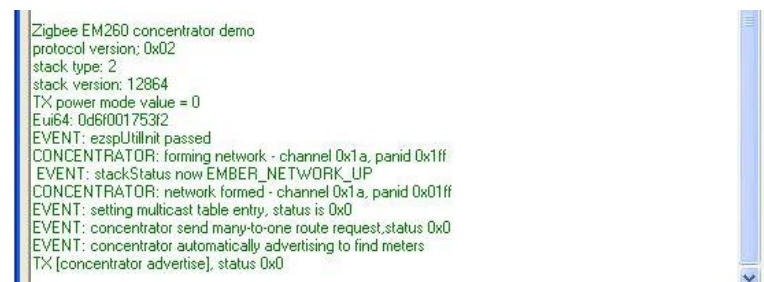 Zigbee EM260 concentrator demo
protocol version; 0x02
stack type: 2
stack version: 12864
TX power mode value = 0
Eui64: 0d6f001753f2
EVENT: ezspUtilInit passed
CONCENTRATOR: forming network - channel 0x1a, panid 0x1ff
EVENT: stackStatus now EMBER_NETWORK_UP
CONCENTRATOR: network formed - channel 0x1a, panid 0x01ff
EVENT: setting multicast table entry, status is 0x0
EVENT: concentrator send many-to-one route request,status 0x0
EVENT: concentrator automatically advertising to find meters
TX [concentrator advertise], status 0x0